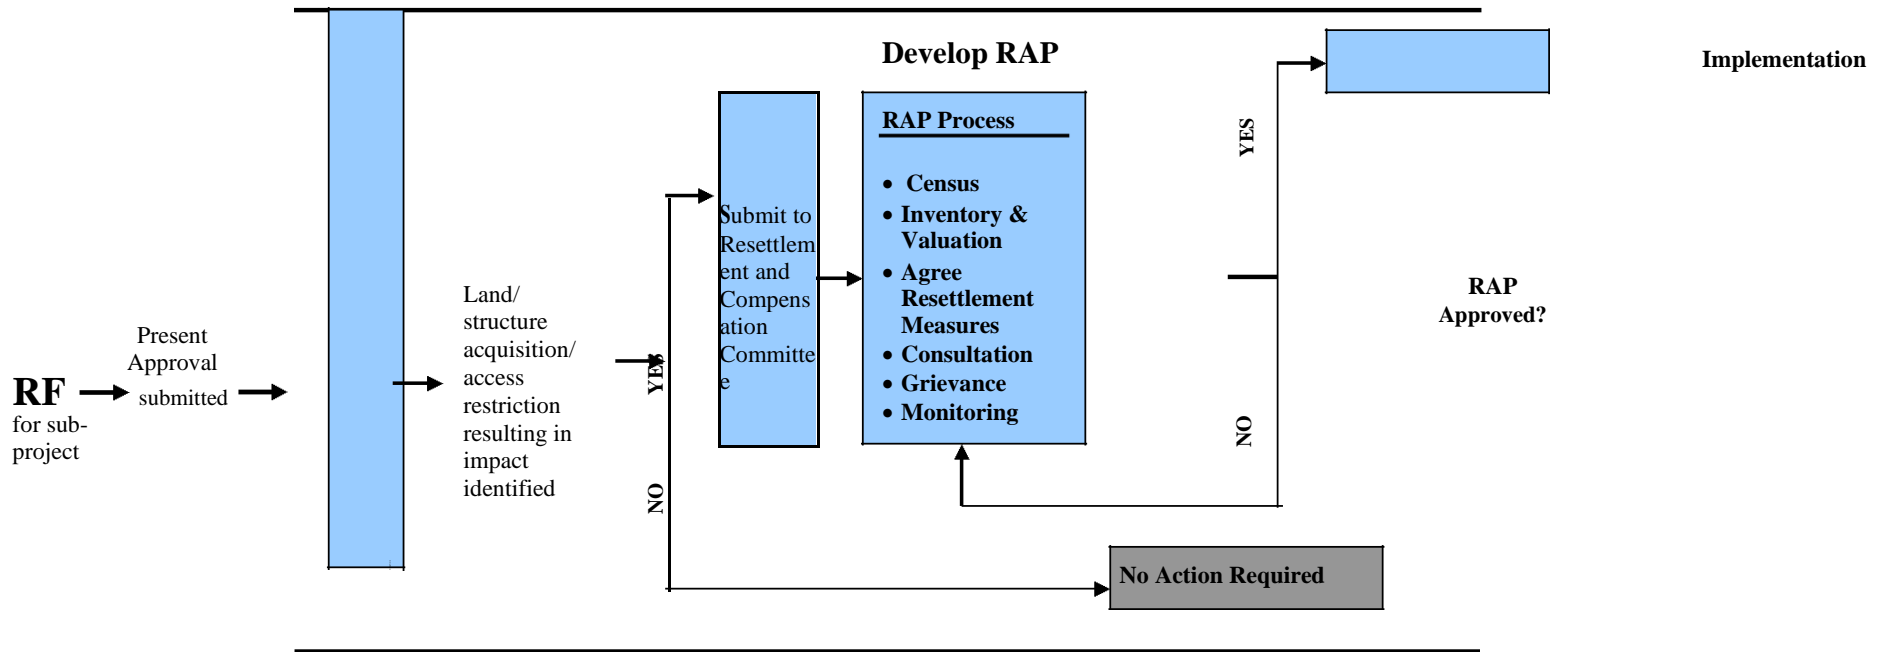 RF
for sub-
project
Present
Approval
submitted
Land/
structure
acquisition/
access
restriction
resulting in
impact
identified
YES
NO
Submit to
Resettlem
ent and
Compens
ation
Committe
e
Develop RAP
RAP Process
• Census
• Inventory &
Valuation
• Agree
Resettlement
Measures
• Consultation
• Grievance
• Monitoring
YES
NO
No Action Required
Implementation
RAP
Approved?